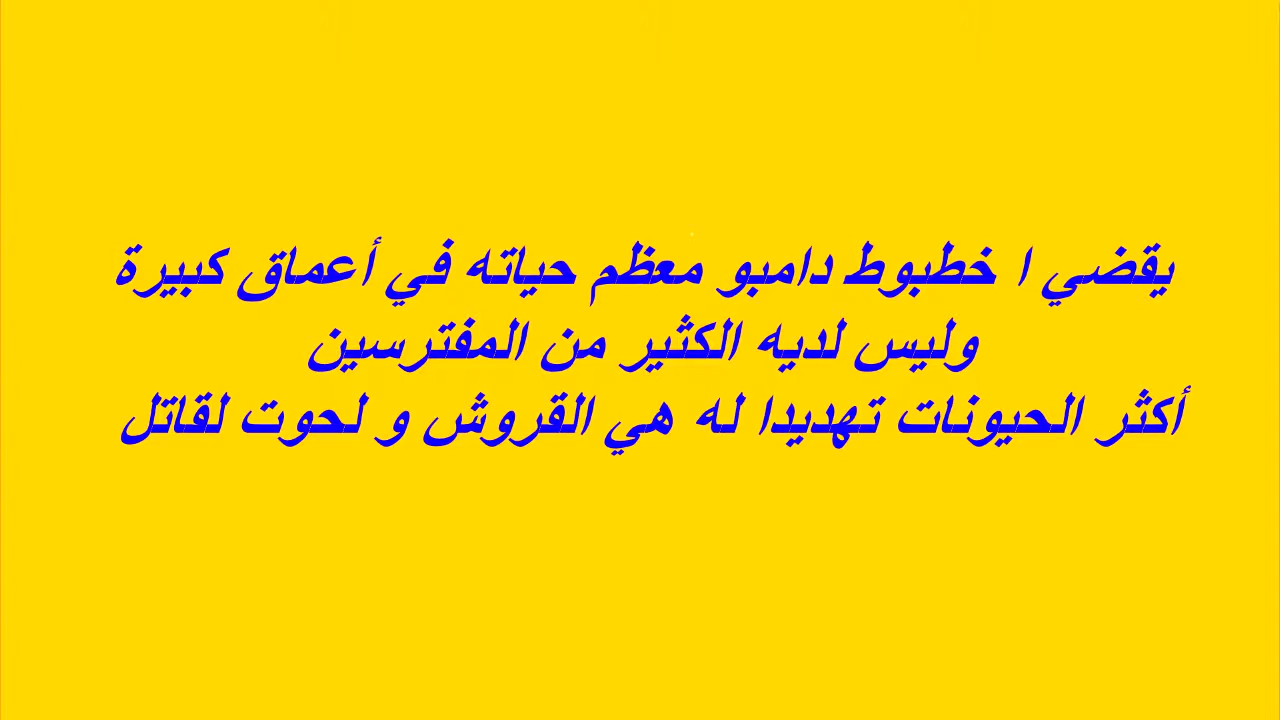 يقضي ا خطبوط دامبو معظم حياته في أعماق كبيرة
وليس لديه الكثير من المفترسين
أكثر الحيونات تهديدا له هي القروش و لحوت لقاتل